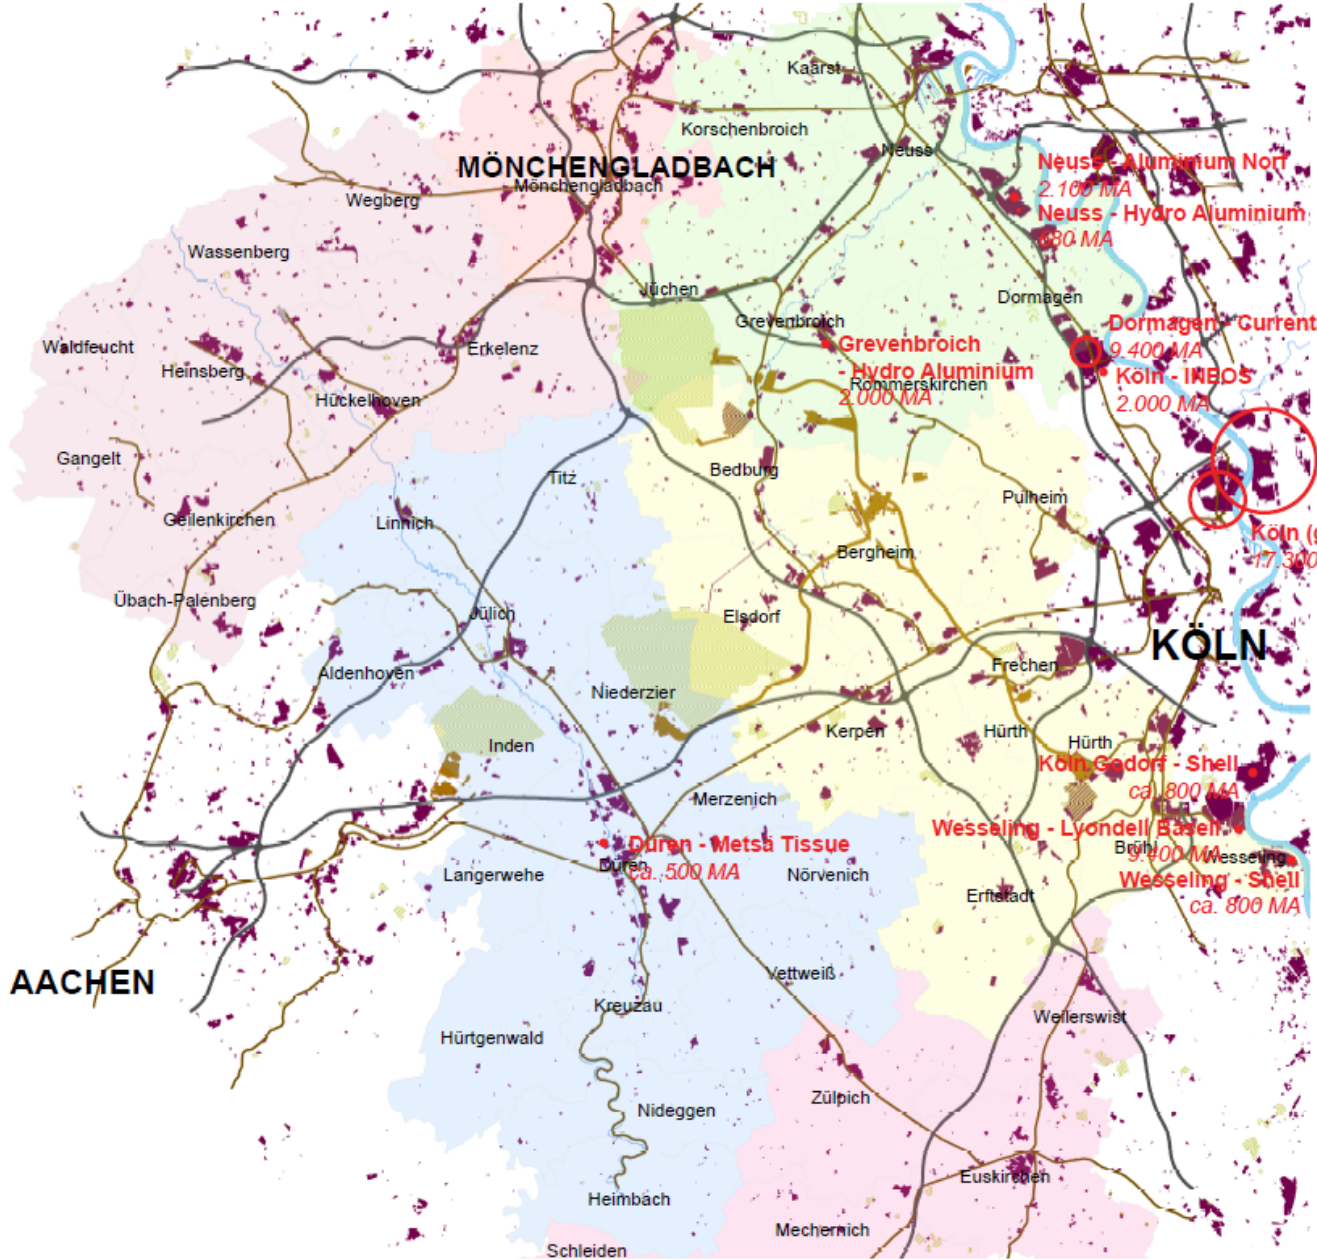 Kaarst
Korschenbroich
Neuss
MÖNCHENGLADBACH
Mönchengladbach
Neuss - Aluminium Norf
2.100 MA
Neuss - Hydro Aluminium
680 MA
Wegberg
Wassenberg
Jüchen
Dormagen
Grevenbroich
Dormagen - Current
9.400 MA
Waldfeucht
Erkelenz
Grevenbroich
- Hydro Aluminium
2.000 MA
Heinsberg
Rommerskirchen
Köln - INEOS
2.000 MA
Hückelhoven
Gangelt
Titz
Bedburg
Pulheim
Geilenkirchen
Linnich
Köln (g
17.300
Bergheim
Übach-Palenberg
Jülich
Elsdorf
KÖLN
Aldenhoven
Frechen
Niederzier
Kerpen
Hürth
Hürth
Inden
Köln Godorf - Shell
ca. 800 MA
Merzenich
Wesseling - Lyondell Basell
9.400 MA
Brühl
Wesseling
Düren - Metsä Tissue
Düren
ca. 500 MA
Langerwehe
Nörvenich
Wesseling - Shell
ca. 800 MA
Erftstadt
AACHEN
Vettweiß
Kreuzau
Weilerswist
Hürtgenwald
Zülpich
Nideggen
Euskirchen
Heimbach
Mechernich
Schleiden